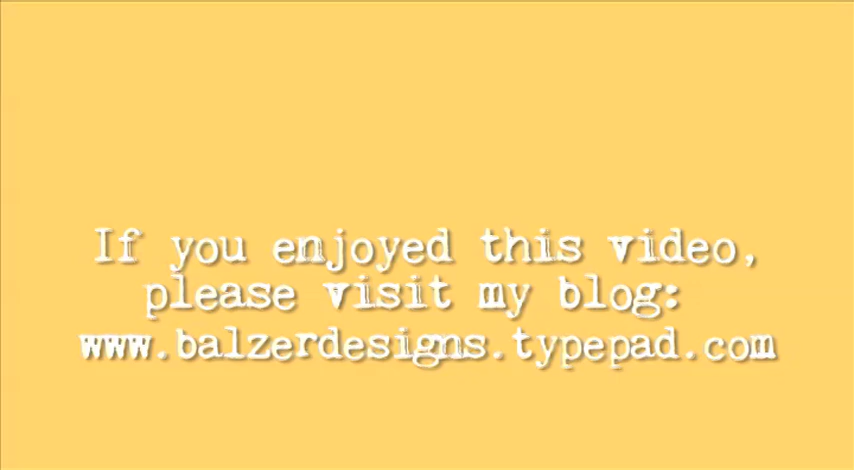 If you enjoyed this video,
please visit my blog:
www.balzerdesigns.typepad.com